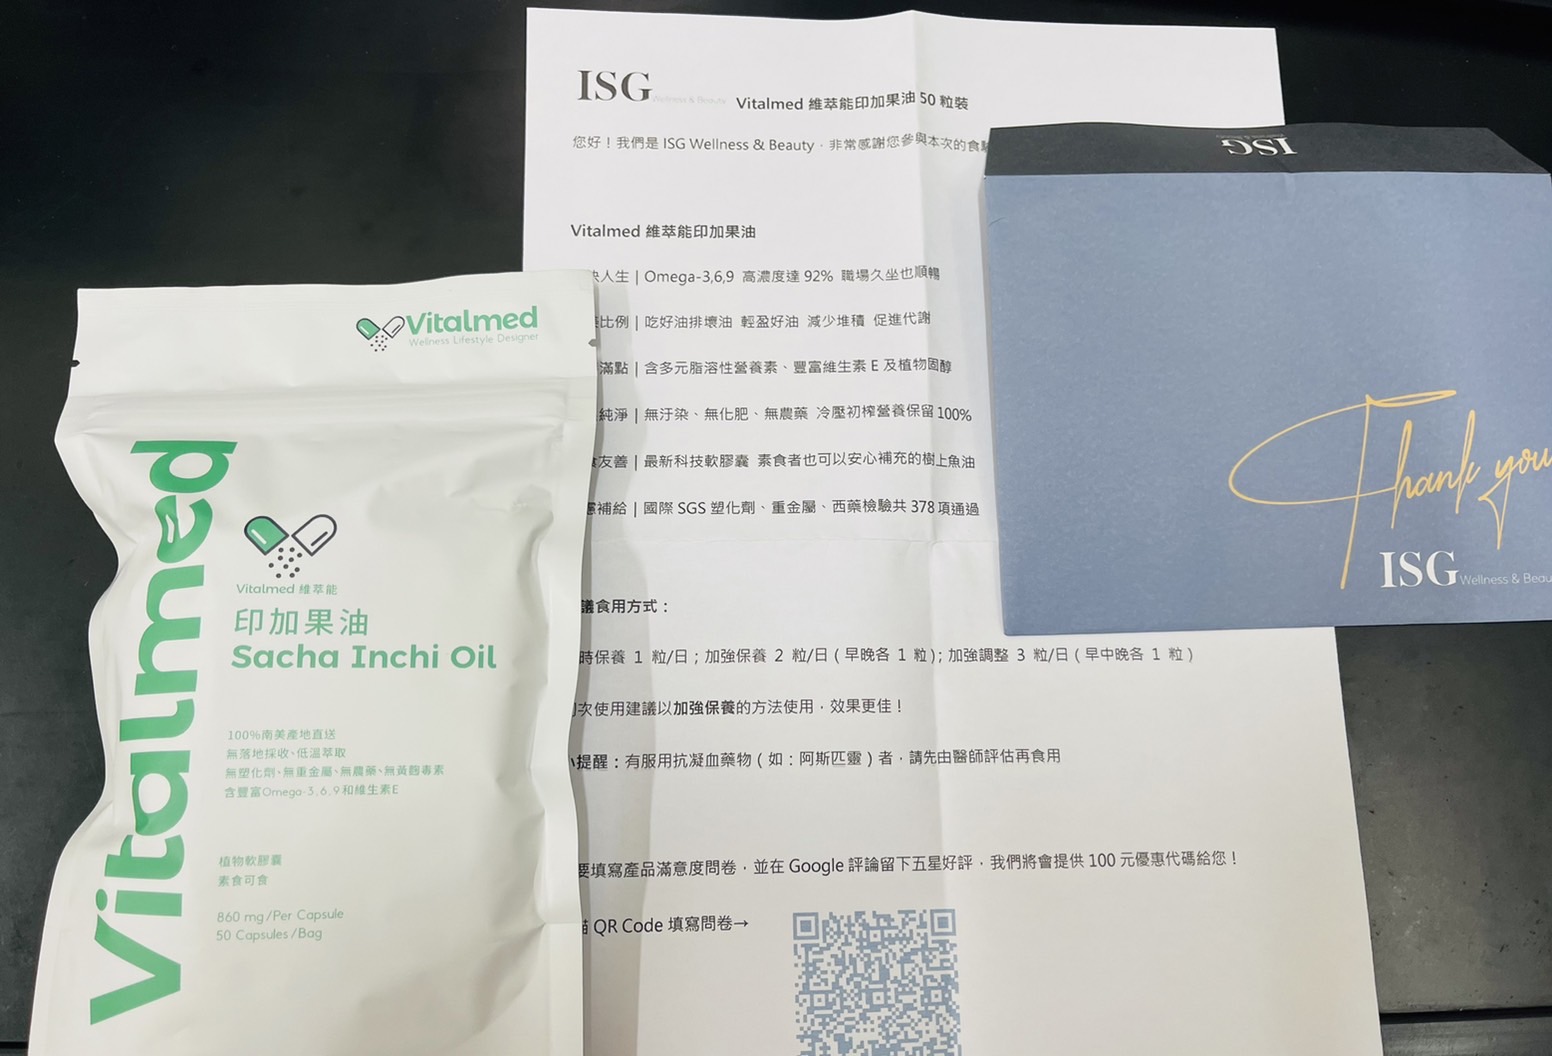 ISG Wellness & Beauty Vitalmed 維萃能印加果油 50 粒裝
您好！我們是 ISG Wellness & Beauty，非常感謝您參與本次的食
Vitalmed 維萃能印加果油
人生 | Omega-3,6,9 高濃度達 92% 職場久坐也順暢
比例 | 吃好油排壞油 輕盈好油 減少堆積 促進代謝
滿點 | 含多元脂溶性營養素、豐富維生素 E 及植物固醇
純淨 | 無汙染、無化肥、無農藥 冷壓初榨營養保留 100%
友善 | 最新科技軟膠囊 素食者也可以安心補充的樹上魚油
補給 | 國際 SGS 塑化劑、重金屬、西藥檢驗共 378 項通過
議食用方式：
時保養 1 粒/日；加強保養 2 粒/日（早晚各 1 粒）；加強調整 3 粒/日（早中晚各 1 粒）
次使用建議以加強保養的方法使用，效果更佳！
提醒：有服用抗凝血藥物（如：阿斯匹靈）者，請先由醫師評估再食用
要填寫產品滿意度問卷，並在 Google 評論留下五星好評，我們將會提供 100 元優惠代碼給您！
QR Code 填寫問卷→
ISG
Thank you
ISG Wellness &
Vitalmed
Wellness Lifestyle Designer
Vitalmed
Vitalmed 維萃能
印加果油
Sacha Inchi Oil
100%南美產地直送
無落地採收、低溫萃取
無塑化劑、無重金屬、無農藥、無黃麴毒素
含豐富Omega-3.6.9和維生素E
植物軟膠囊
素食可食
860 mg/Per Capsule
50 Capsules/Bag